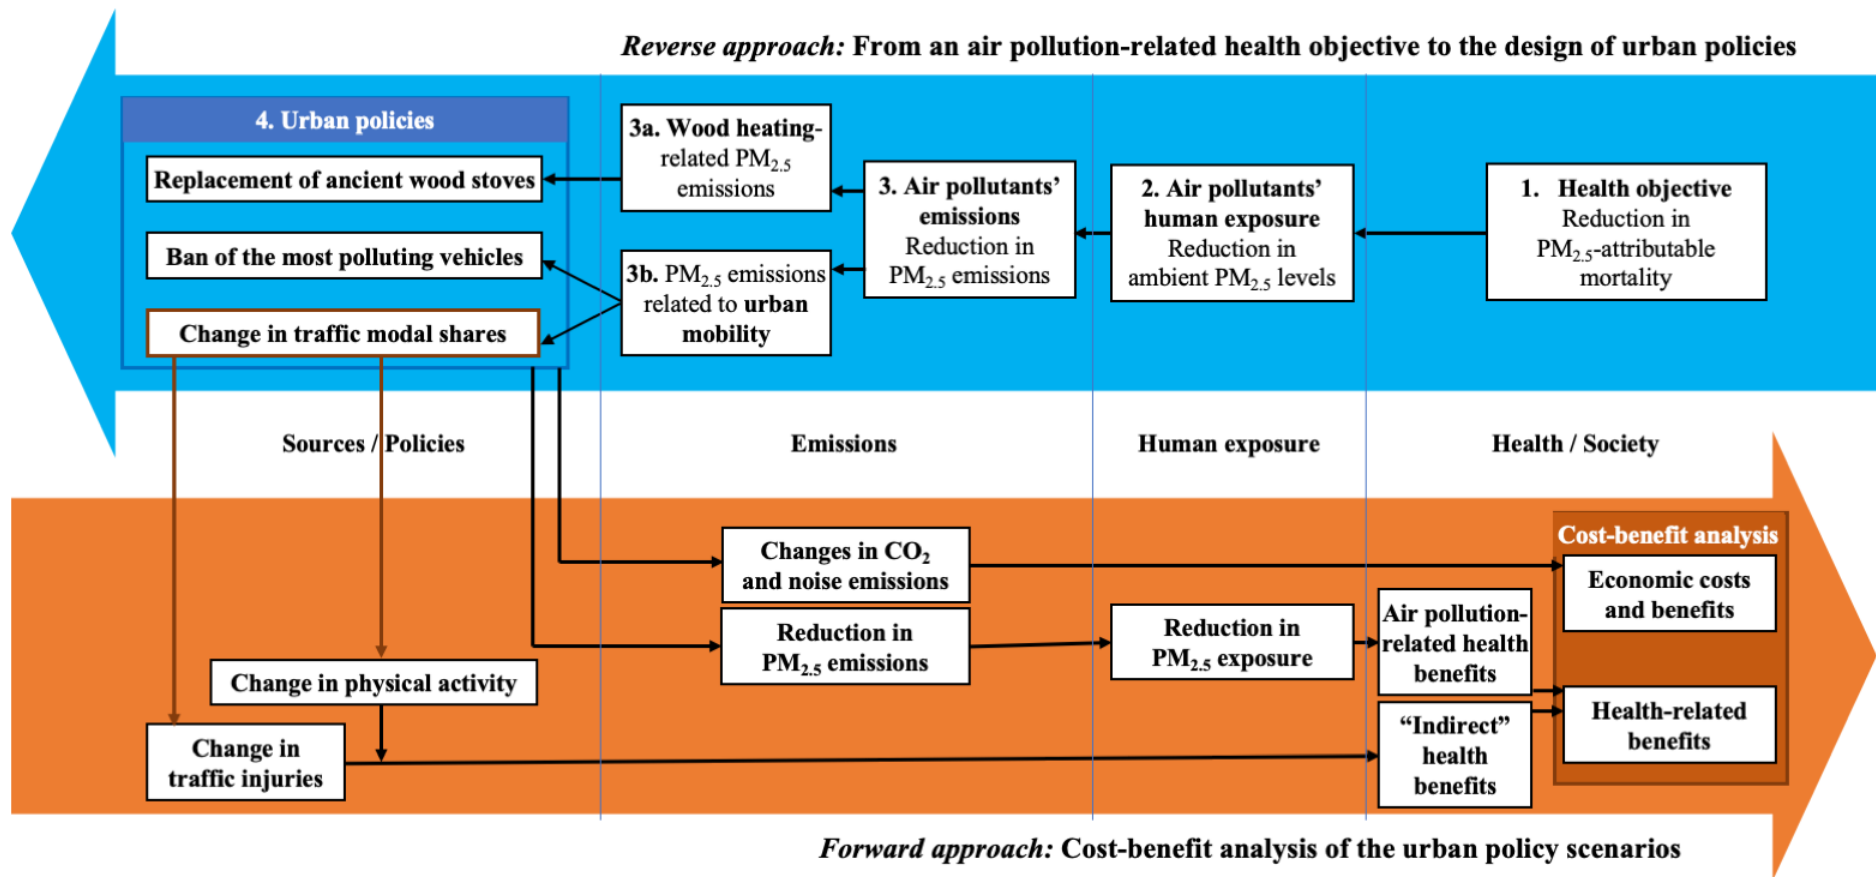 Reverse approach: From an air pollution-related health objective to the design of urban policies
4. Urban policies
Replacement of ancient wood stoves
Ban of the most polluting vehicles
Change in traffic modal shares
3a. Wood heating-
related PM2.5
emissions
3b. PM2.5 emissions
related to urban
mobility
3. Air pollutants’
emissions
Reduction in
PM2.5 emissions
2. Air pollutants’
human exposure
Reduction in
ambient PM2.5 levels
1. Health objective
Reduction in
PM2.5-attributable
mortality
Sources / Policies
Emissions
Human exposure
Health / Society
Changes in CO2
and noise emissions
Reduction in
PM2.5 emissions
Reduction in
PM2.5 exposure
Air pollution-
related health
benefits
“Indirect”
health
benefits
Cost-benefit analysis
Economic costs
and benefits
Health-related
benefits
Change in physical activity
Change in
traffic injuries
Forward approach: Cost-benefit analysis of the urban policy scenarios